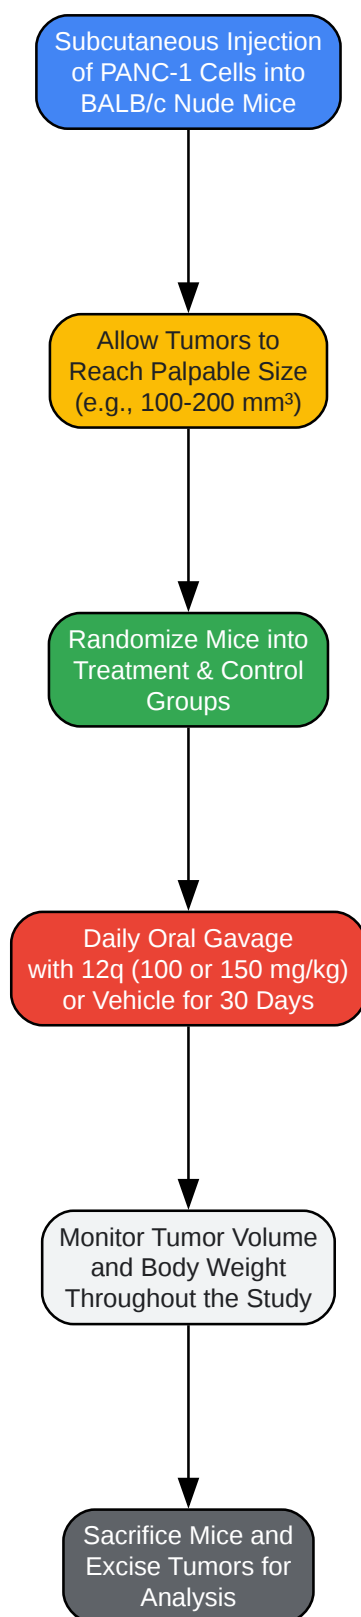 Subcutaneous Injection
of PANC-1 Cells into
BALB/c Nude Mice
Allow Tumors to
Reach Palpable Size
(e.g., 100-200 mm³)
Randomize Mice into
Treatment & Control
Groups
Daily Oral Gavage
with 12q (100 or 150 mg/kg)
or Vehicle for 30 Days
Monitor Tumor Volume
and Body Weight
Throughout the Study
Sacrifice Mice and
Excise Tumors for
Analysis